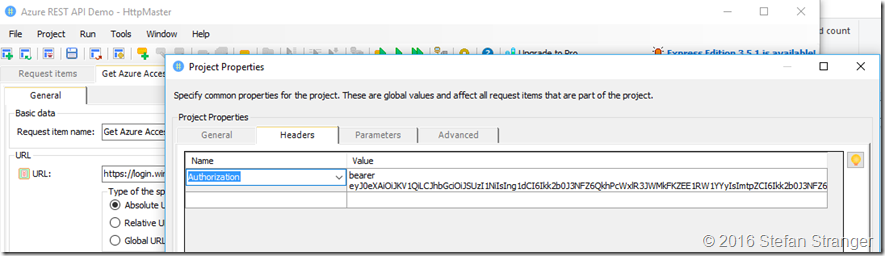 Azure REST API Demo - HttpMaster
File Project Run Tools Window Help
Upgrade to Pro
Express Edition 3.5.1 is available!
d count
Request items
Get Azure Acces
General
Basic data
Request item name:
Get Azure Acces
URL
URL:
https://login.win
Type of the sp
Absolute U
Relative U
Global URL
Project Properties
Specify common properties for the project. These are global values and affect all request items that are part of the project.
Project Properties
General Headers Parameters Advanced
Name Value
Authorization
bearer
© 2016 Stefan Stranger